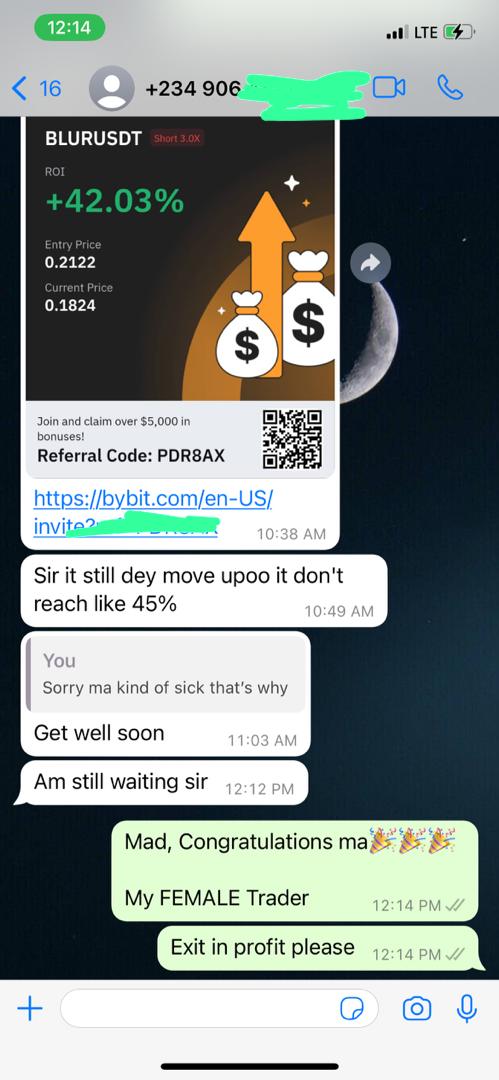 12:14
LTE
16
+234 906
BLURUSDT Short 3.0X
ROI
+42.03%
Entry Price
0.2122
Current Price
0.1824
$
$
Join and claim over $5,000 in
bonuses!
Referral Code: PDR8AX
https://bybit.com/en-US/
10:38 AM
Sir it still dey move upoo it don't
reach like 45%
10:49 AM
You
Sorry ma kind of sick that's why
Get well soon
11:03 AM
Am still waiting sir
12:12 PM
Mad, Congratulations ma🎉🎉🎉
My FEMALE Trader
12:14 PM
Exit in profit please
12:14 PM